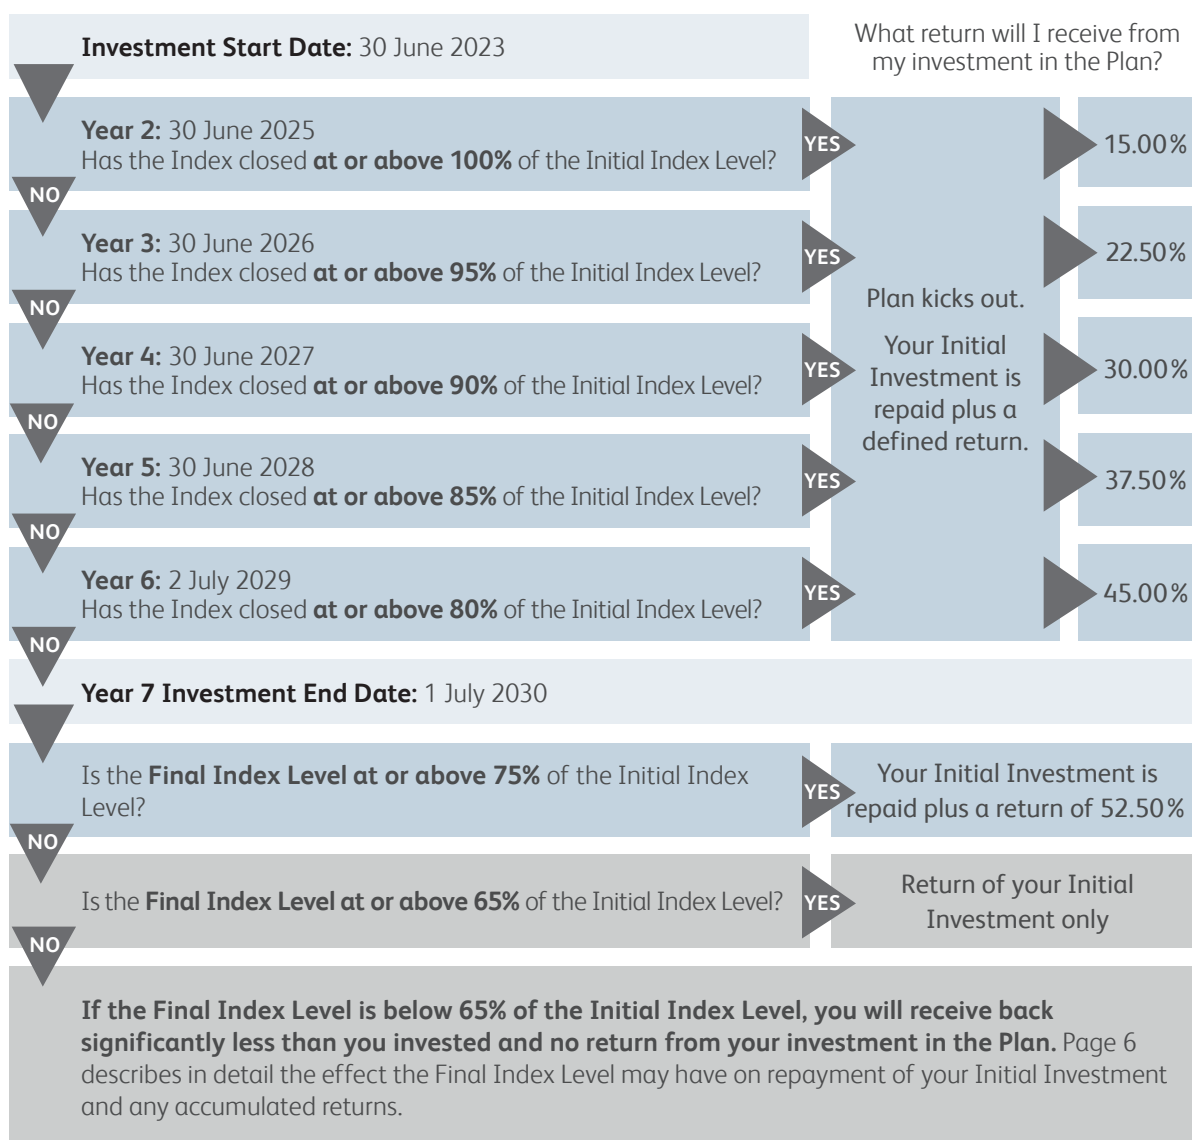 Investment Start Date: 30 June 2023
What return will I receive from
my investment in the Plan?
Year 2: 30 June 2025
Has the Index closed at or above 100% of the Initial Index Level?
YES
15.00%
NO
Year 3: 30 June 2026
Has the Index closed at or above 95% of the Initial Index Level?
YES
22.50%
NO
Plan kicks out.
Your Initial
Investment is
repaid plus a
defined return.
Year 4: 30 June 2027
Has the Index closed at or above 90% of the Initial Index Level?
YES
30.00%
NO
Year 5: 30 June 2028
Has the Index closed at or above 85% of the Initial Index Level?
YES
37.50%
NO
Year 6: 2 July 2029
Has the Index closed at or above 80% of the Initial Index Level?
YES
45.00%
NO
Year 7 Investment End Date: 1 July 2030
Is the Final Index Level at or above 75% of the Initial Index
Level?
YES
Your Initial Investment is
repaid plus a return of 52.50%
NO
Is the Final Index Level at or above 65% of the Initial Index Level?
YES
Return of your Initial
Investment only
NO
If the Final Index Level is below 65% of the Initial Index Level, you will receive back
significantly less than you invested and no return from your investment in the Plan. Page 6
describes in detail the effect the Final Index Level may have on repayment of your Initial Investment
and any accumulated returns.